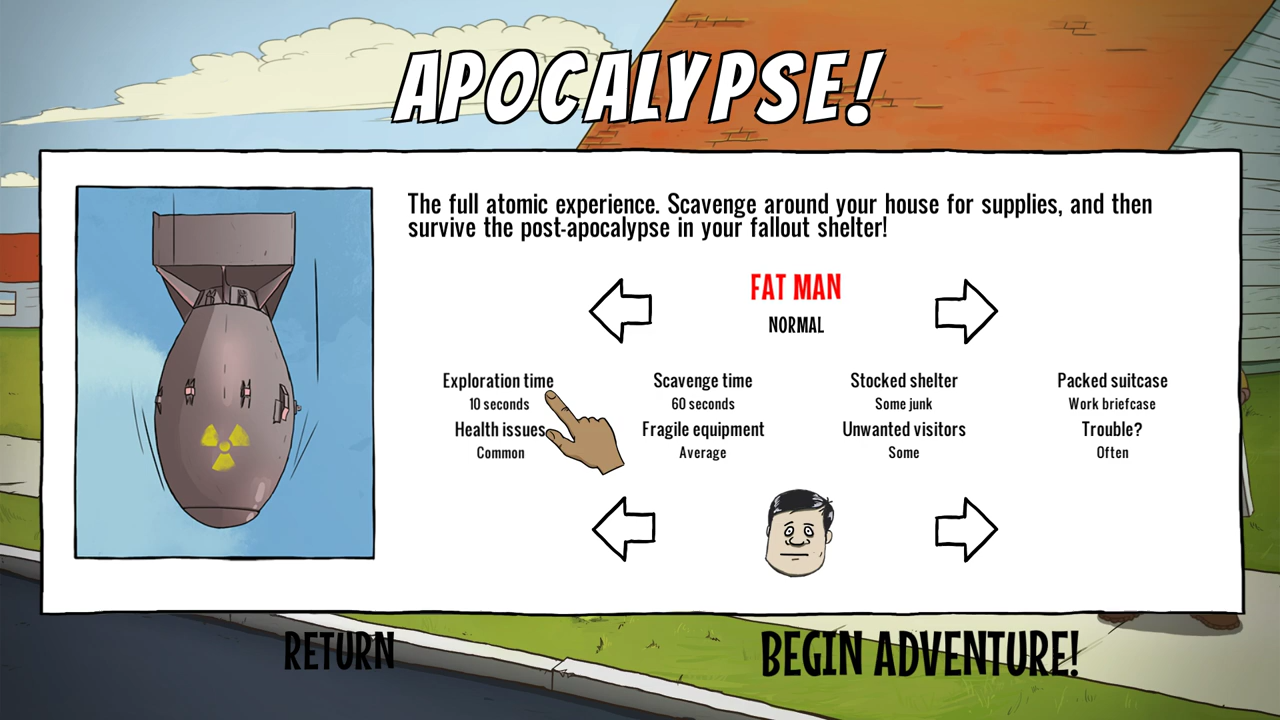 APOCALYPSE!
The full atomic experience. Scavenge around your house for supplies, and then
survive the post-apocalypse in your fallout shelter!
FAT MAN
NORMAL
Exploration time Scavenge time Stocked shelter Packed suitcase
10 seconds 60 seconds Some junk Work briefcase
Health issues Fragile equipment Unwanted visitors Trouble?
Common Average Some Often
RETURN BEGIN ADVENTURE!